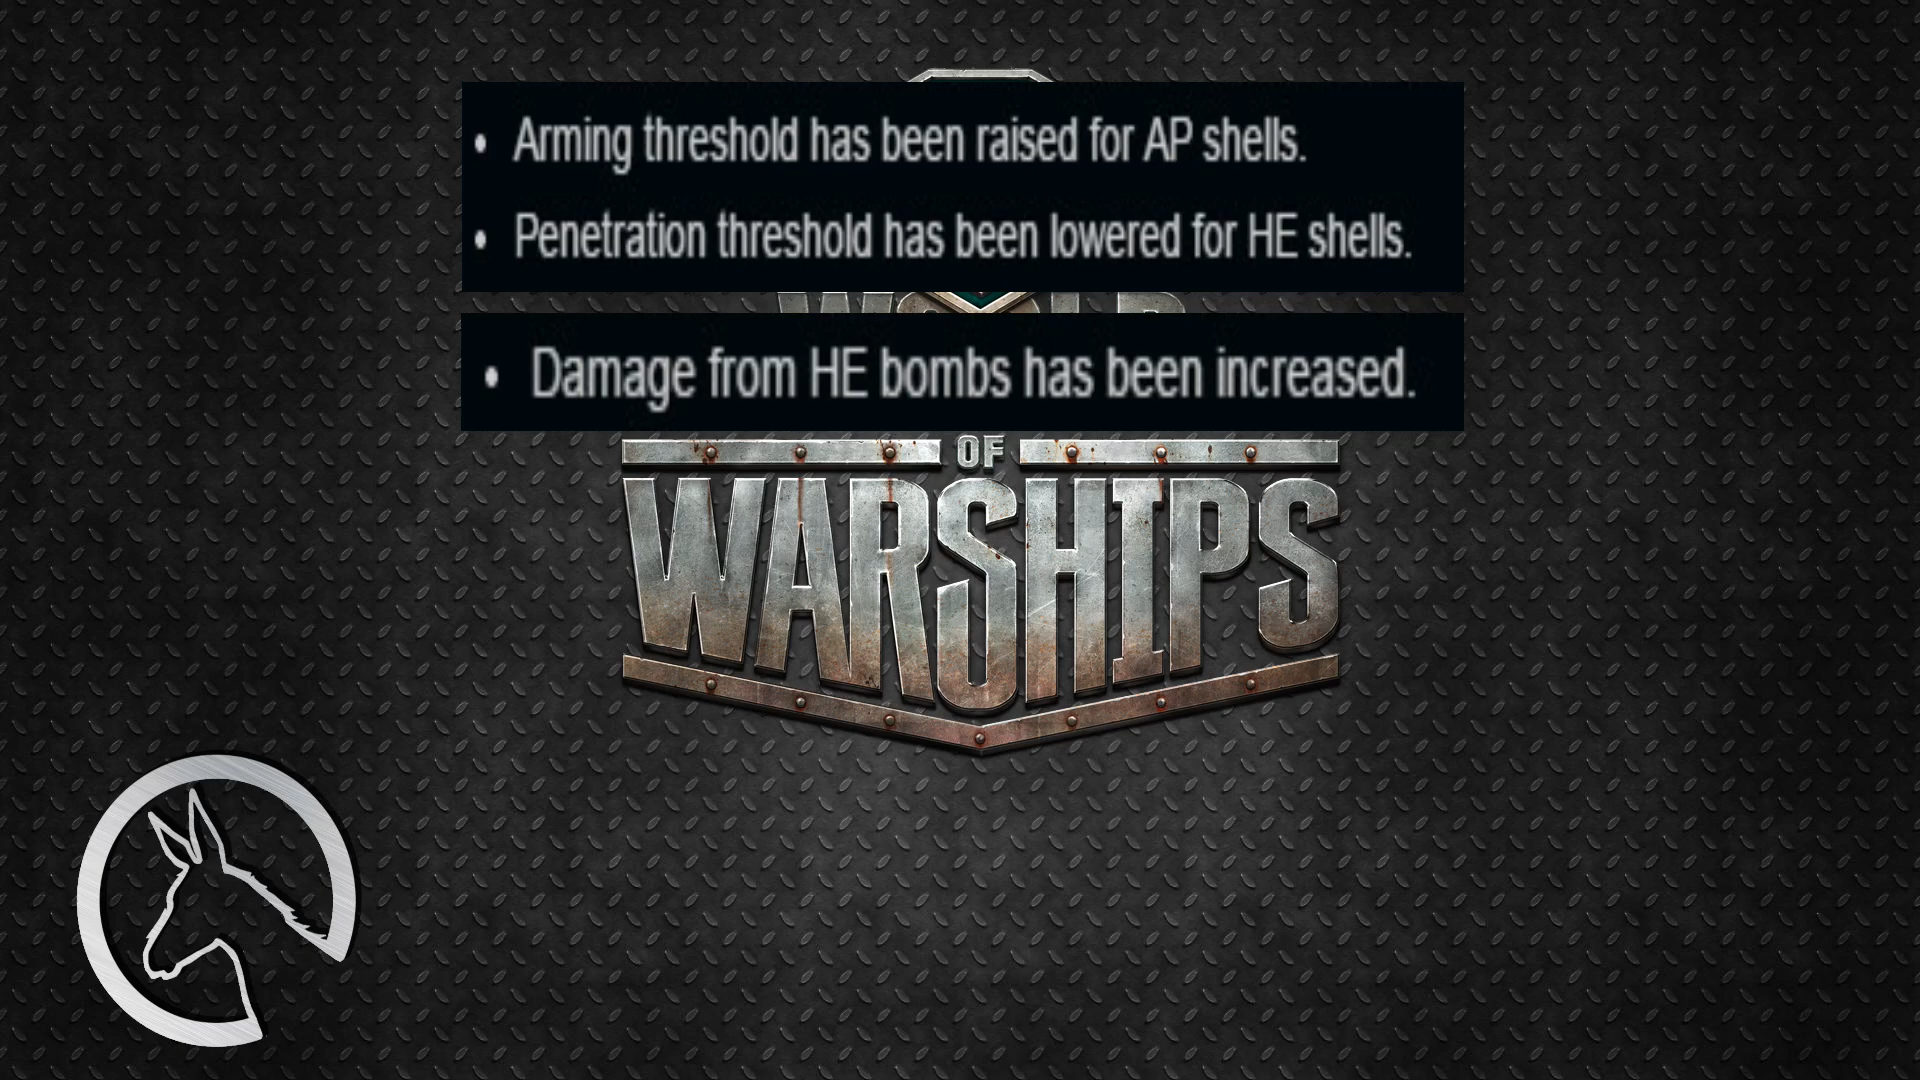 • Arming threshold has been raised for AP shells.
• Penetration threshold has been lowered for HE shells.
• Damage from HE bombs has been increased.
OF
WARSHIPS